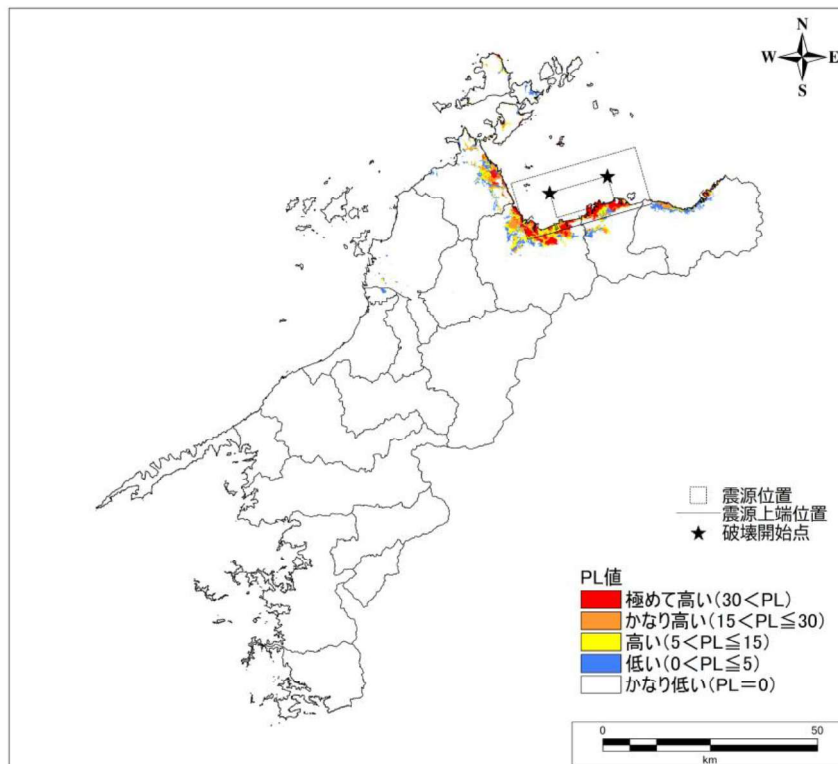 N
W E
S
震源位置
震源上端位置
破壊開始点
PL値
極めて高い(30<PL)
かなり高い(15<PL≦30)
高い(5<PL≦15)
低い(0<PL≦5)
かなり低い(PL=0)
0 50
km